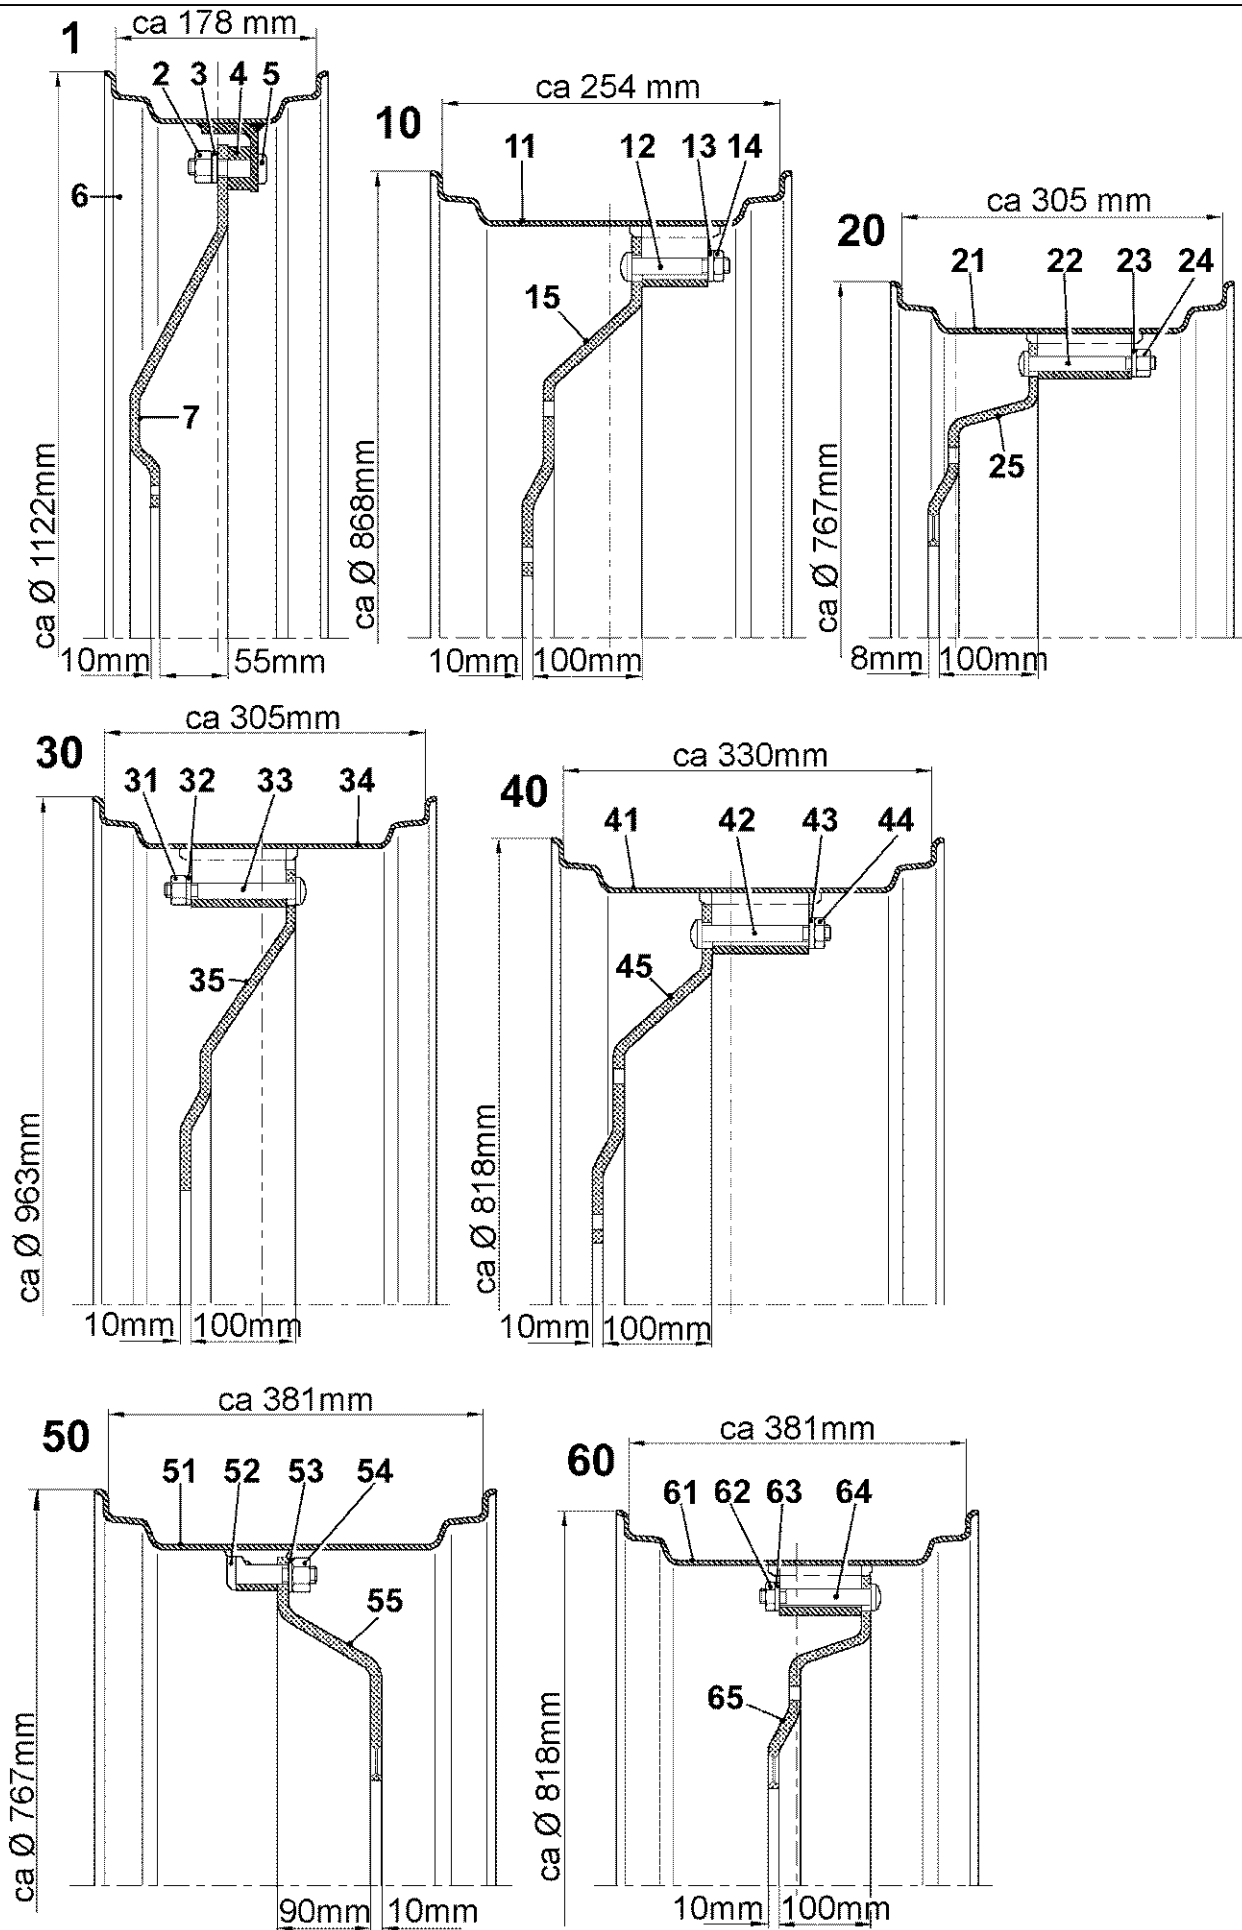 1
ca 178 mm
2 3 4 5
6
7
ca Ø 1122mm
10mm 55mm
10
ca 254 mm
11 12 13 14
15
ca Ø 868mm
10mm 100mm
20
ca 305 mm
21 22 23 24
25
ca Ø 767mm
8mm 100mm
30
ca 305mm
31 32 33 34
35
ca Ø 963mm
10mm 100mm
40
ca 330mm
41 42 43 44
45
ca Ø 818mm
10mm 100mm
50
ca 381mm
51 52 53 54
55
ca Ø 767mm
90mm 10mm
60
ca 381mm
61 62 63 64
65
ca Ø 818mm
10mm 100mm